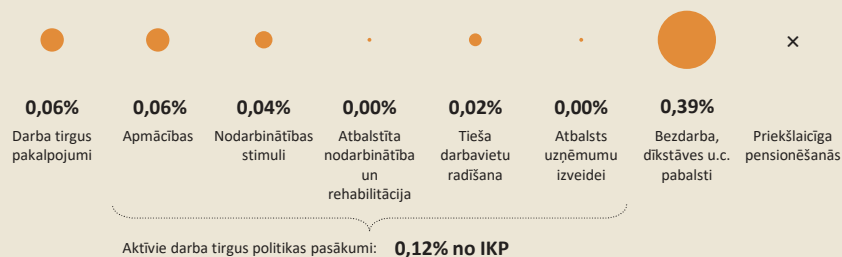 ×
0,06%
Darba tirgus
pakalpojumi
0,06%
Apmācības
0,04%
Nodarbinātības
stimuli
0,00%
Atbalstīta
nodarbinātība
un
rehabilitācija
0,02%
Tieša
darbavietu
radīšana
0,00%
Atbalsts
uzņēmumu
izveidei
0,39%
Bezdarba,
dīkstāves u.c.
pabalsti
Priekšlaicīga
pensionēšanās
Aktīvie darba tirgus politikas pasākumi: 0,12% no IKP